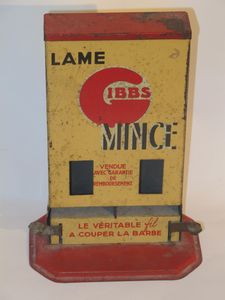 LAME
GIBBS
MINCE
VENDUE
AVEC GARANTIE
DE
REMBOURSEMENT
LE VÉRITABLE fil
A COUPER LA BARBE